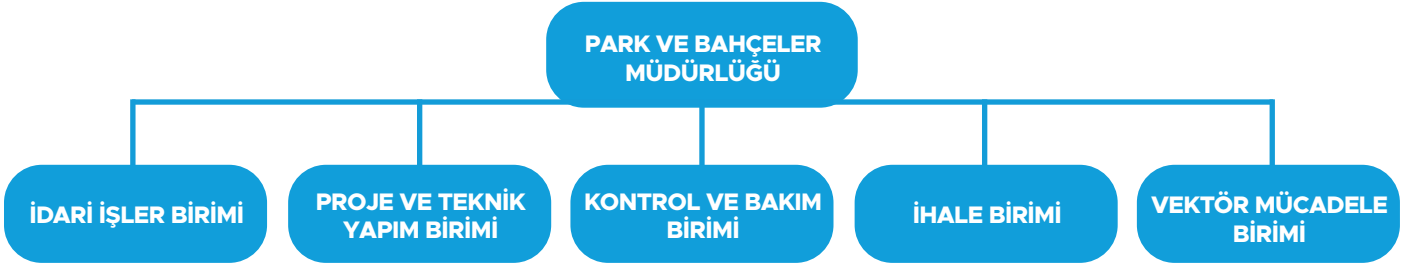 PARK VE BAHÇELER
MÜDÜRLÜĞÜ
İDARİ İŞLER BİRİMİ
PROJE VE TEKNİK
YAPIM BİRİMİ
KONTROL VE BAKIM
BİRİMİ
İHALE BİRİMİ
VEKTÖR MÜCADELE
BİRİMİ